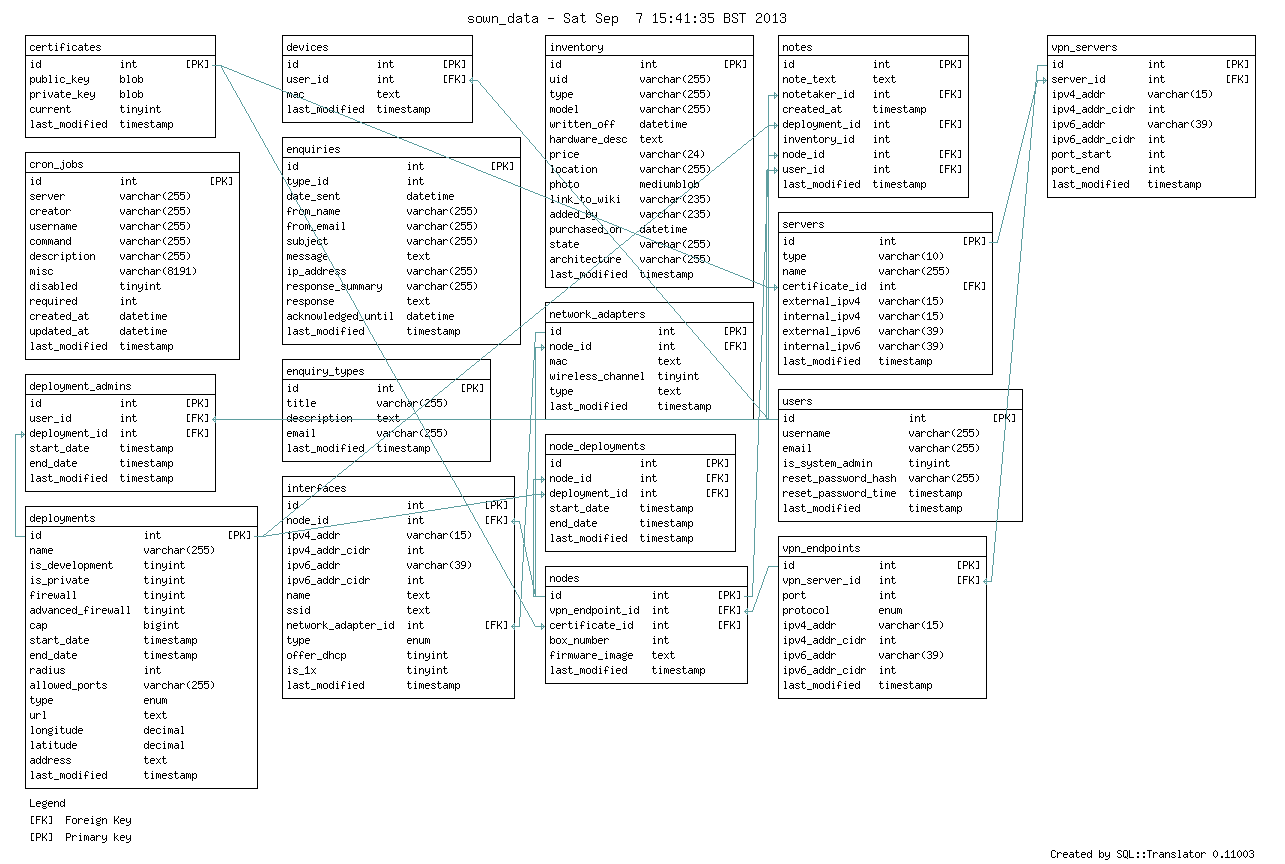 sown_data - Sat Sep 7 15:41:35 BST 2013
certificates
id int [PK]
public_key blob
private_key blob
current tinyint
last_modified timestamp
cron_jobs
id int [PK]
server varchar(255)
creator varchar(255)
username varchar(255)
command varchar(255)
description varchar(255)
misc varchar(8191)
disabled tinyint
required int
created_at datetime
updated_at datetime
last_modified timestamp
deployment_admins
id int [PK]
user_id int [FK]
deployment_id int [FK]
start_date timestamp
end_date timestamp
last_modified timestamp
deployments
id int [PK]
name varchar(255)
is_development tinyint
is_private tinyint
firewall tinyint
advanced_firewall tinyint
cap bigint
start_date timestamp
end_date timestamp
radius int
allowed_ports varchar(255)
type enum
url text
longitude decimal
latitude decimal
address text
last_modified timestamp
Legend
[FK] Foreign Key
[PK] Primary key
devices
id int [PK]
user_id int [FK]
mac text
last_modified timestamp
enquiries
id int [PK]
type_id int
date_sent datetime
from_name varchar(255)
from_email varchar(255)
subject varchar(255)
message text
ip_address varchar(255)
response_summary varchar(255)
response text
acknowledged_until datetime
last_modified timestamp
enquiry_types
id int [PK]
title varchar(255)
description text
email varchar(255)
last_modified timestamp
interfaces
id int [PK]
node_id int [FK]
ipv4_addr varchar(15)
ipv4_addr_cidr int
ipv6_addr varchar(39)
ipv6_addr_cidr int
name text
ssid text
network_adapter_id int [FK]
type enum
offer_dhcp tinyint
is_1x tinyint
last_modified timestamp
inventory
id int [PK]
uid varchar(255)
type varchar(255)
model varchar(255)
written_off datetime
hardware_desc text
price varchar(24)
location varchar(255)
photo mediumblob
link_to_wiki varchar(235)
added_by varchar(235)
purchased_on datetime
state varchar(255)
architecture varchar(255)
last_modified timestamp
network_adapters
id int [PK]
node_id int [FK]
mac text
wireless_channel tinyint
type text
last_modified timestamp
node_deployments
id int [PK]
node_id int [FK]
deployment_id int [FK]
start_date timestamp
end_date timestamp
last_modified timestamp
nodes
id int [PK]
vpn_endpoint_id int [FK]
certificate_id int [FK]
box_number int
firmware_image text
last_modified timestamp
notes
id int [PK]
note_text text
notetaker_id int [FK]
created_at timestamp
deployment_id int [FK]
inventory_id int
node_id int [FK]
user_id int [FK]
last_modified timestamp
servers
id int [PK]
type varchar(10)
name varchar(255)
certificate_id int [FK]
external_ipv4 varchar(15)
internal_ipv4 varchar(15)
external_ipv6 varchar(39)
internal_ipv6 varchar(39)
last_modified timestamp
users
id int [PK]
username varchar(255)
email varchar(255)
is_system_admin tinyint
reset_password_hash varchar(255)
reset_password_time timestamp
last_modified timestamp
vpn_endpoints
id int [PK]
vpn_server_id int [FK]
port int
protocol enum
ipv4_addr varchar(15)
ipv4_addr_cidr int
ipv6_addr varchar(39)
ipv6_addr_cidr int
last_modified timestamp
vpn_servers
id int [PK]
server_id int [FK]
ipv4_addr varchar(15)
ipv4_addr_cidr int
ipv6_addr varchar(39)
ipv6_addr_cidr int
port_start int
port_end int
last_modified timestamp
Created by SQL::Translator 0.11003